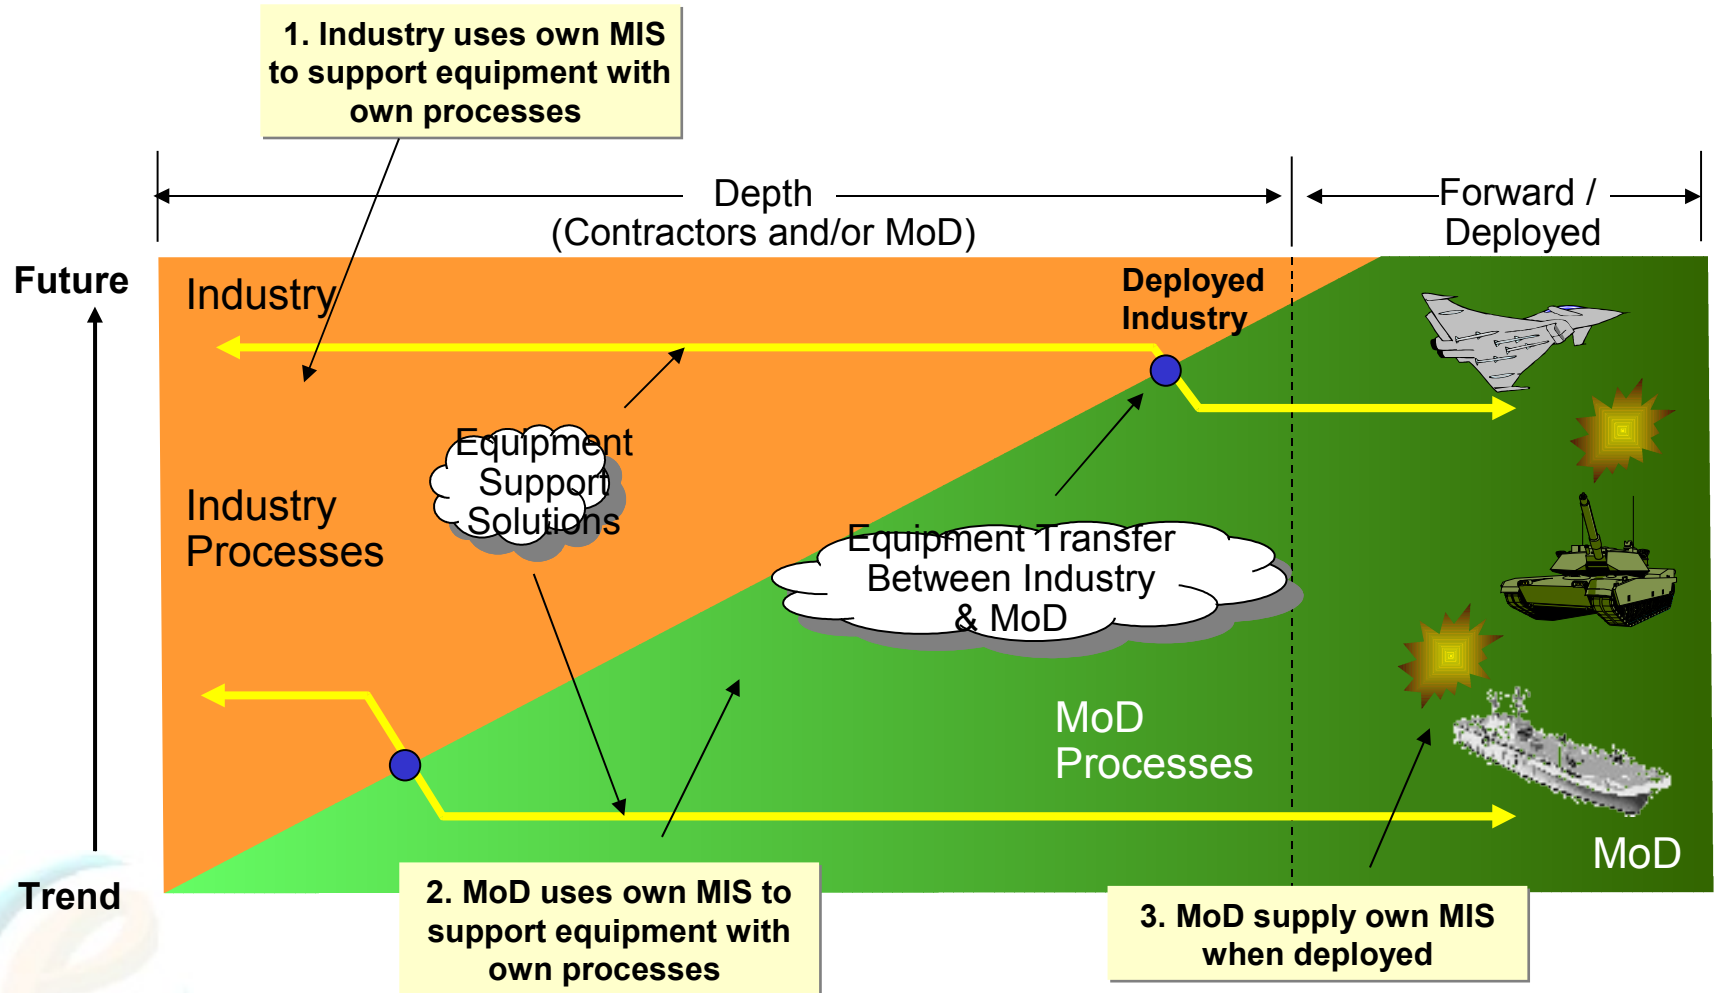 1. Industry uses own MIS
to support equipment with
own processes
Depth
(Contractors and/or MoD)
Forward /
Deployed
Future
Industry
Deployed
Industry
Equipment
Support
Solutions
Industry
Processes
Equipment Transfer
Between Industry
& MoD
MoD
Processes
MoD
Trend
2. MoD uses own MIS to
support equipment with
own processes
3. MoD supply own MIS
when deployed